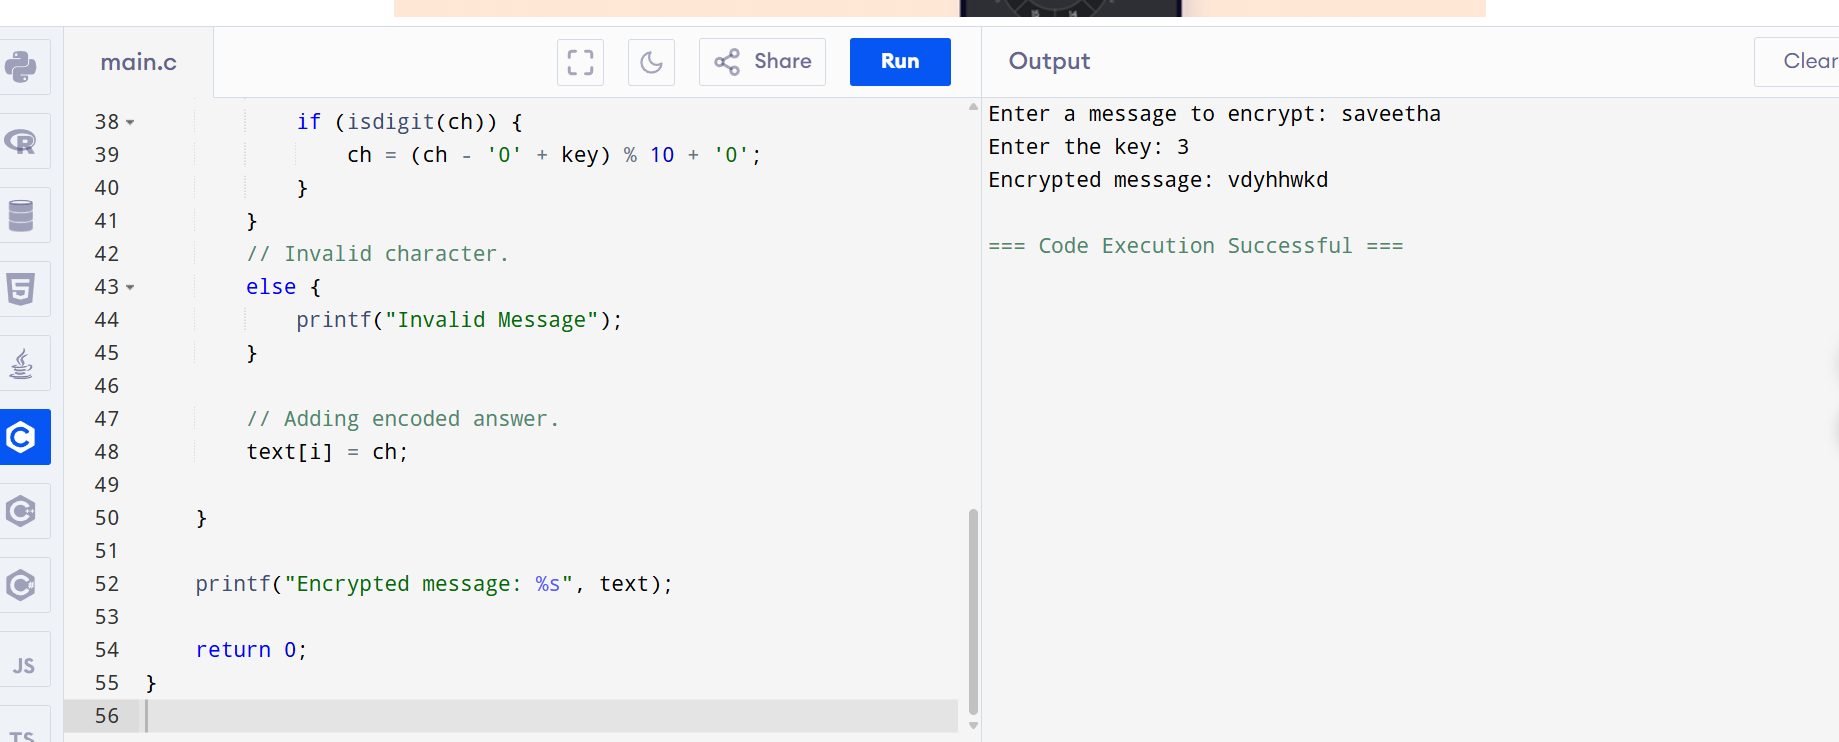 main.c
Share
Run
Output
Clear
38 if (isdigit(ch)) {
39 ch = (ch - '0' + key) % 10 + '0';
40 }
41 }
42 // Invalid character.
43 else {
44 printf("Invalid Message");
45 }
46
47 // Adding encoded answer.
48 text[i] = ch;
49
50 }
51
52 printf("Encrypted message: %s", text);
53
54 return 0;
55 }
56
Enter a message to encrypt: saveetha
Enter the key: 3
Encrypted message: vdyhhwkd
=== Code Execution Successful ===
R
5
C
C
C#
JS
TS